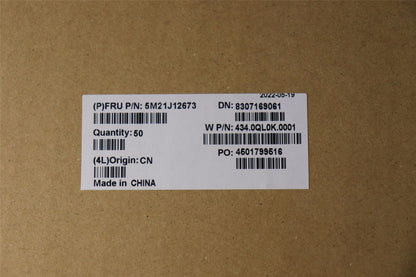 2022-05-19
(P)FRU P/N: 5M21J12673
DN: 8307169061
Quantity: 50
W P/N: 434.0QL0K.0001
(4L)Origin: CN
PO: 4501799516
Made in CHINA